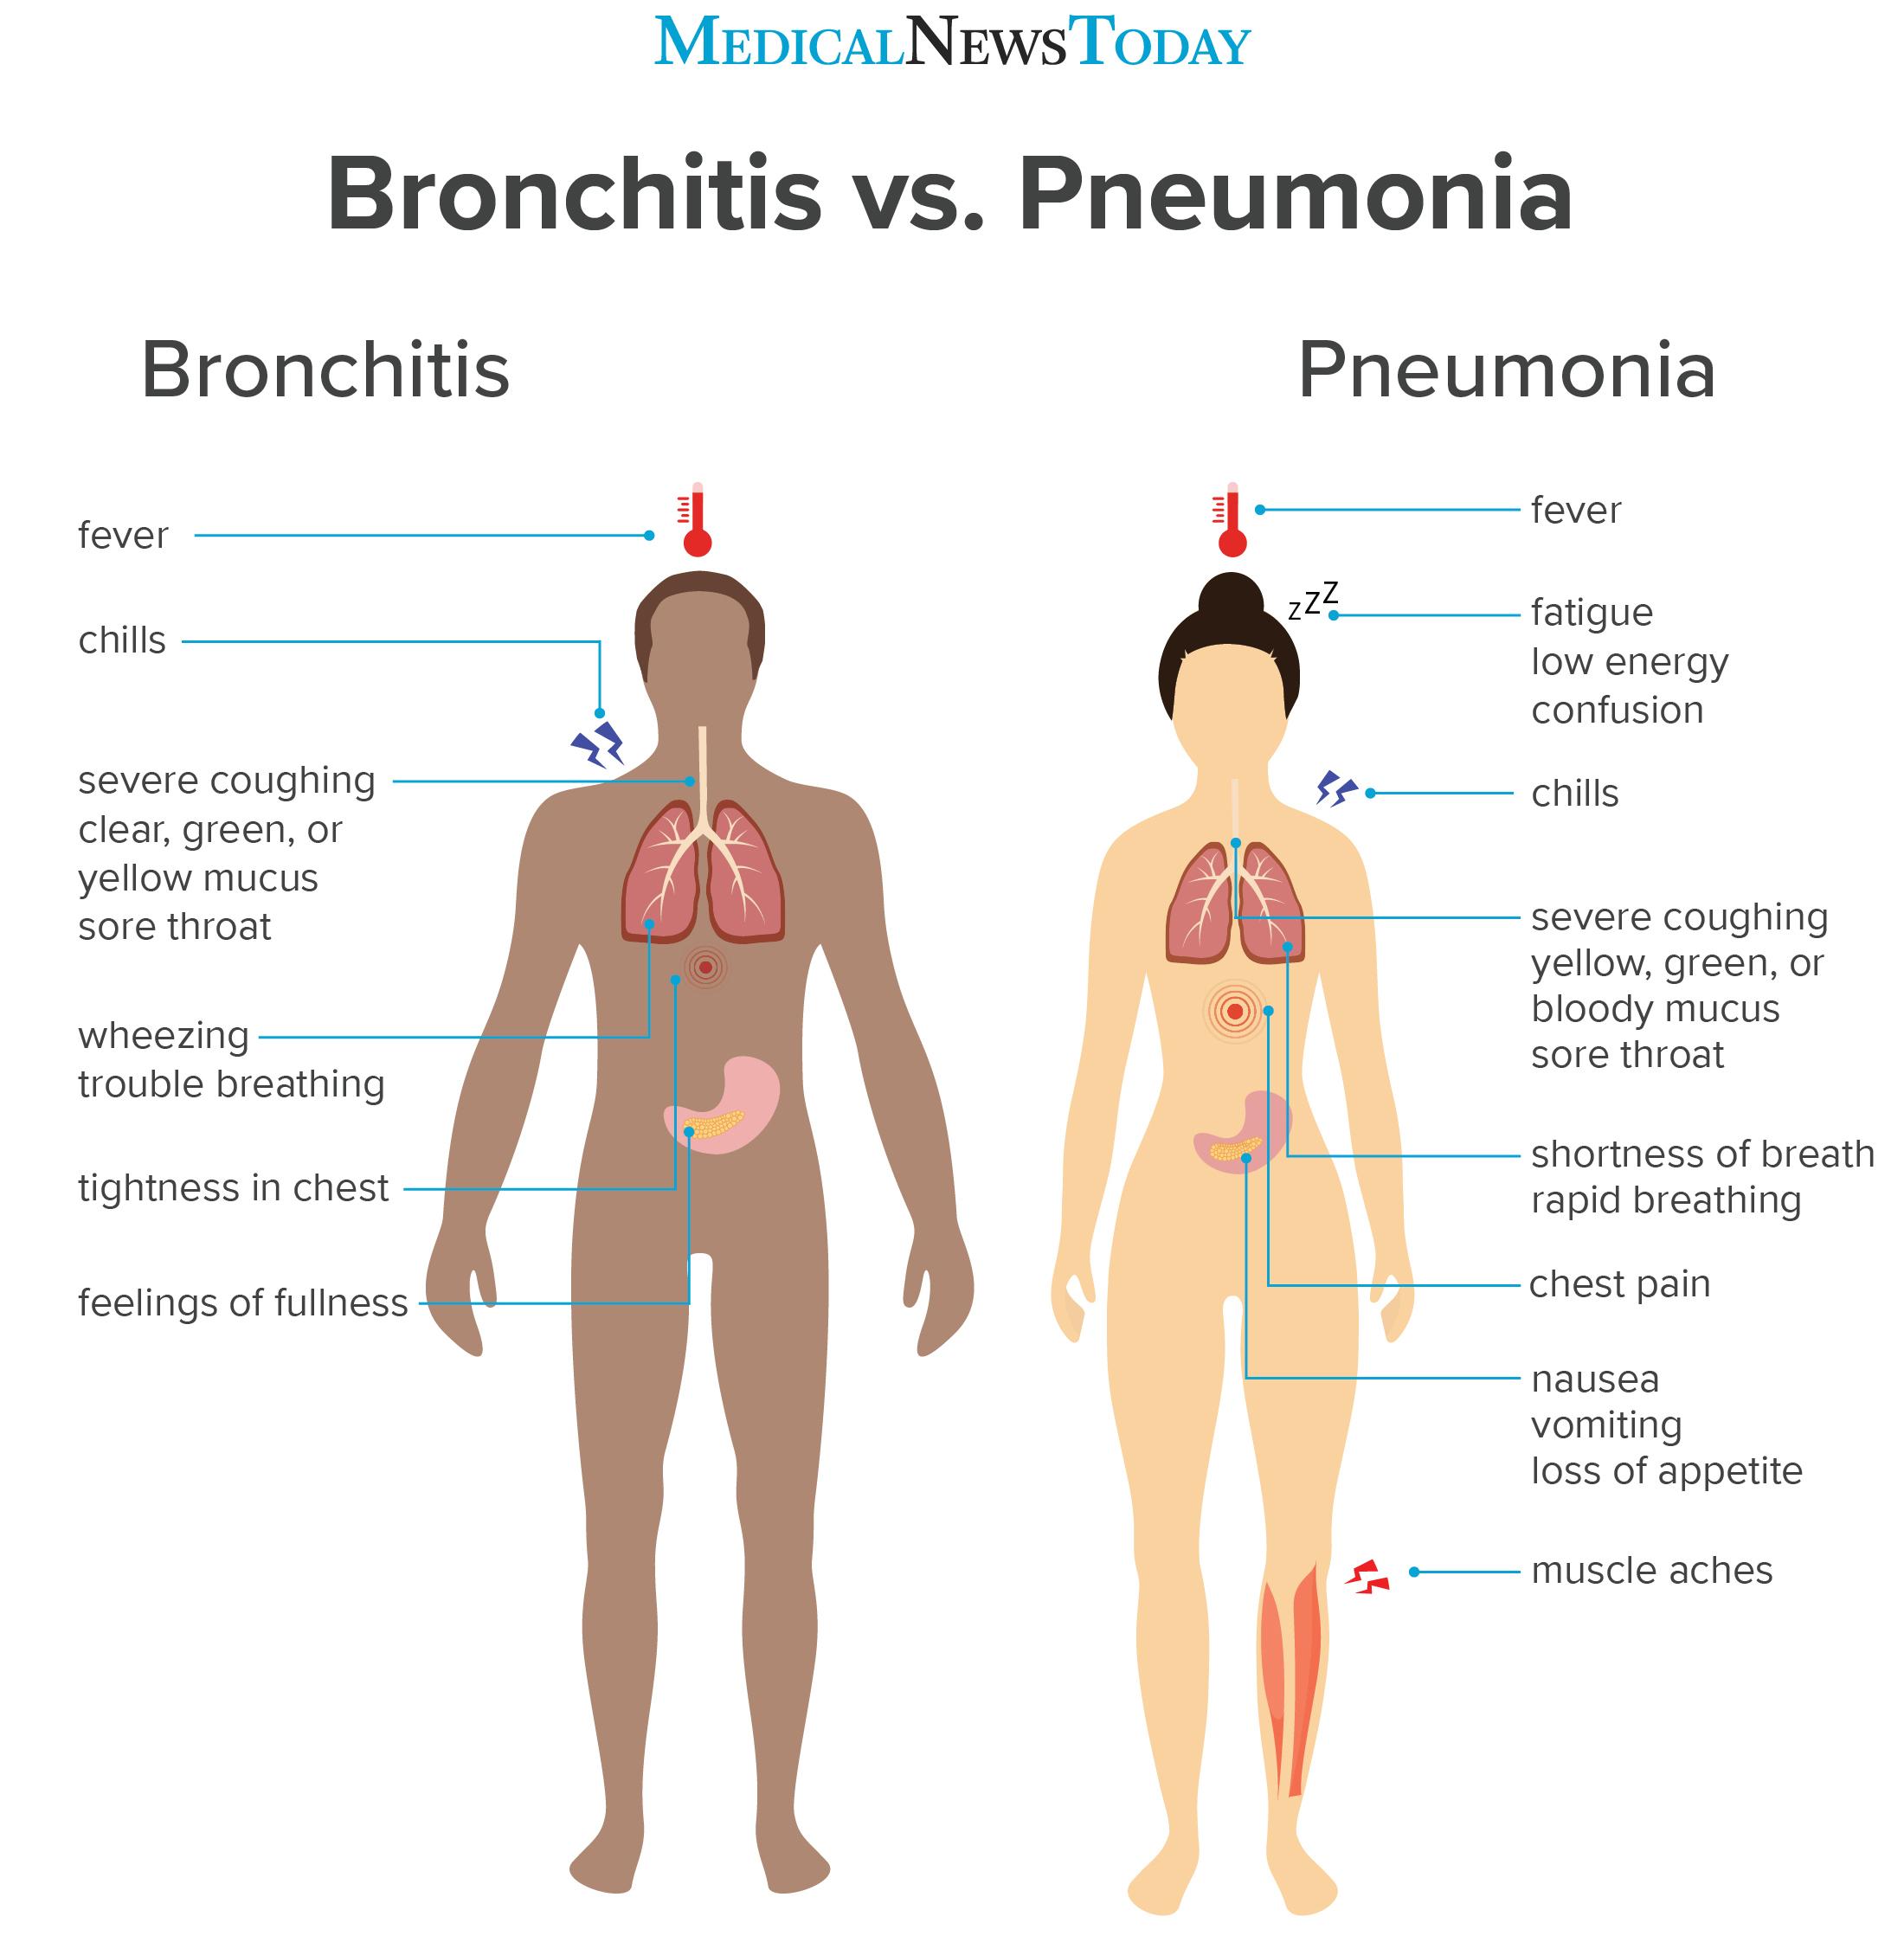 MEDICALNEWSTODAY
Bronchitis vs. Pneumonia
Bronchitis
fever
chills
severe coughing
clear, green, or
yellow mucus
sore throat
wheezing
trouble breathing
tightness in chest
feelings of fullness
Pneumonia
fever
zzZ
fatigue
low energy
confusion
chills
severe coughing
yellow, green, or
bloody mucus
sore throat
shortness of breath
rapid breathing
chest pain
nausea
vomiting
loss of appetite
muscle aches